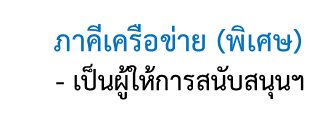 ภาคีเครือข่าย (พิเศษ)
- เป็นผู้ให้การสนับสนุนฯ